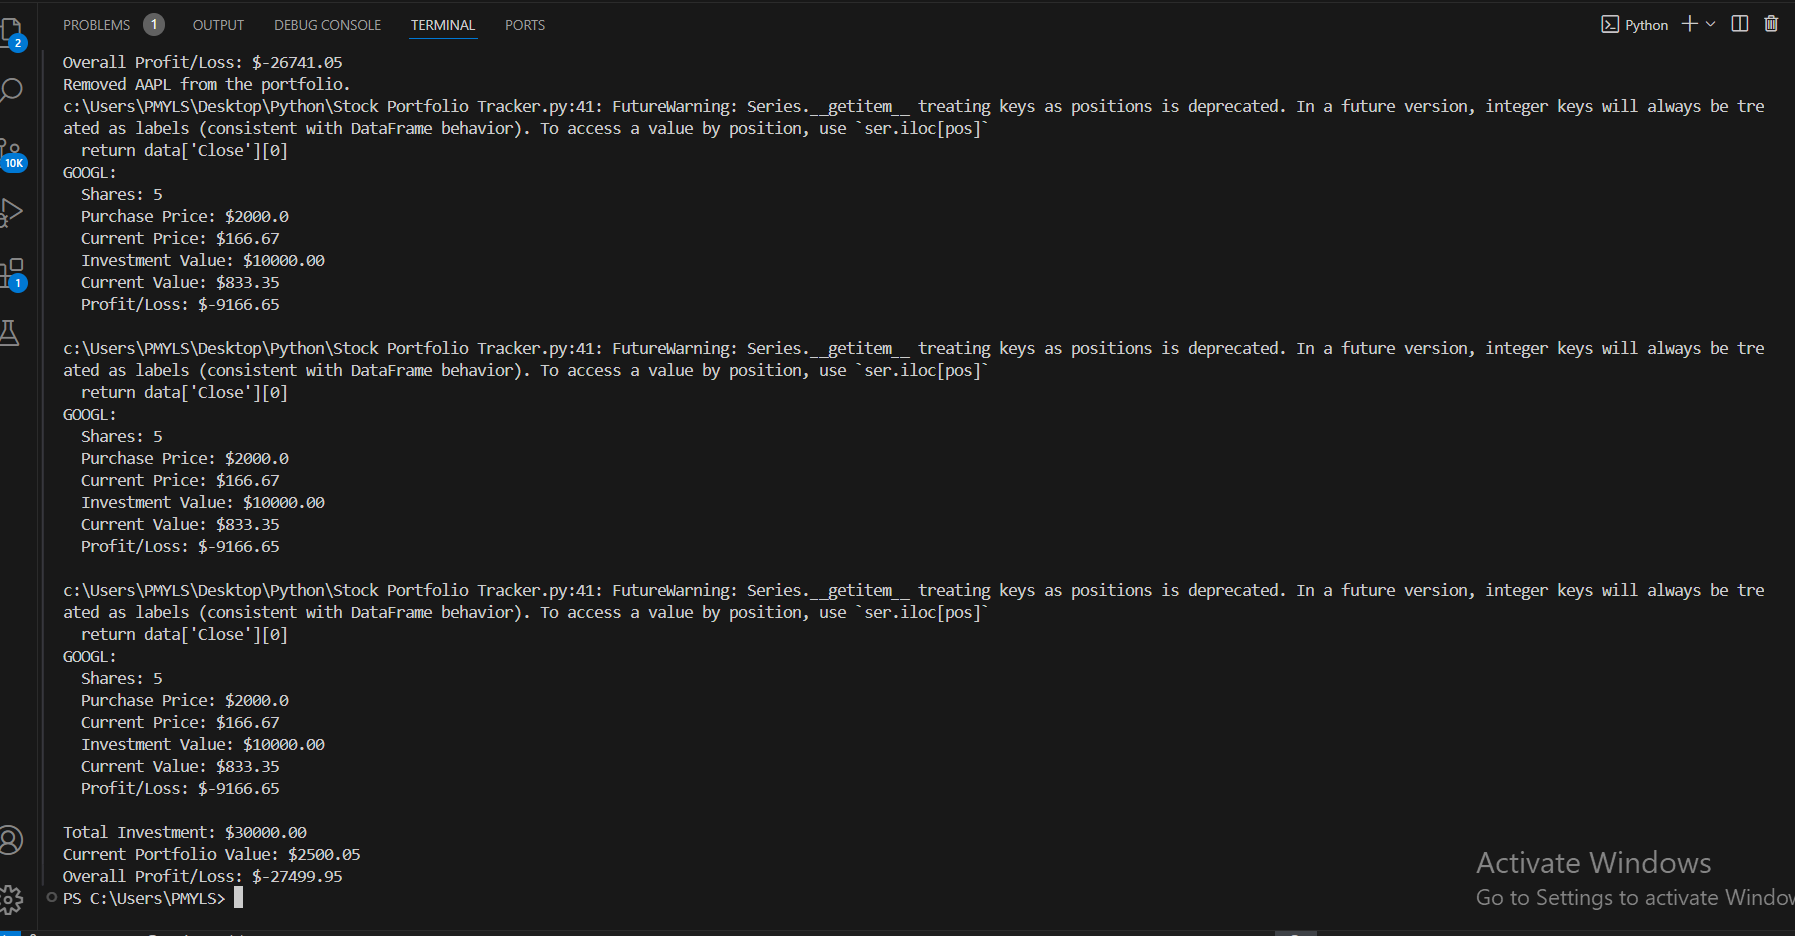 PROBLEMS 1 OUTPUT DEBUG CONSOLE TERMINAL PORTS Python
2
10K
1
Overall Profit/Loss: $-26741.05
Removed AAPL from the portfolio.
c:\Users\PMYLS\Desktop\Python\Stock Portfolio Tracker.py:41: FutureWarning: Series.__getitem__ treating keys as positions is deprecated. In a future version, integer keys will always be tre
ated as labels (consistent with DataFrame behavior). To access a value by position, use `ser.iloc[pos]`
  return data['Close'][0]
GOOGL:
  Shares: 5
  Purchase Price: $2000.0
  Current Price: $166.67
  Investment Value: $10000.00
  Current Value: $833.35
  Profit/Loss: $-9166.65
c:\Users\PMYLS\Desktop\Python\Stock Portfolio Tracker.py:41: FutureWarning: Series.__getitem__ treating keys as positions is deprecated. In a future version, integer keys will always be tre
ated as labels (consistent with DataFrame behavior). To access a value by position, use `ser.iloc[pos]`
  return data['Close'][0]
GOOGL:
  Shares: 5
  Purchase Price: $2000.0
  Current Price: $166.67
  Investment Value: $10000.00
  Current Value: $833.35
  Profit/Loss: $-9166.65
c:\Users\PMYLS\Desktop\Python\Stock Portfolio Tracker.py:41: FutureWarning: Series.__getitem__ treating keys as positions is deprecated. In a future version, integer keys will always be tre
ated as labels (consistent with DataFrame behavior). To access a value by position, use `ser.iloc[pos]`
  return data['Close'][0]
GOOGL:
  Shares: 5
  Purchase Price: $2000.0
  Current Price: $166.67
  Investment Value: $10000.00
  Current Value: $833.35
  Profit/Loss: $-9166.65
Total Investment: $30000.00
Current Portfolio Value: $2500.05
Overall Profit/Loss: $-27499.95
PS C:\Users\PMYLS>
Activate Windows
Go to Settings to activate Window